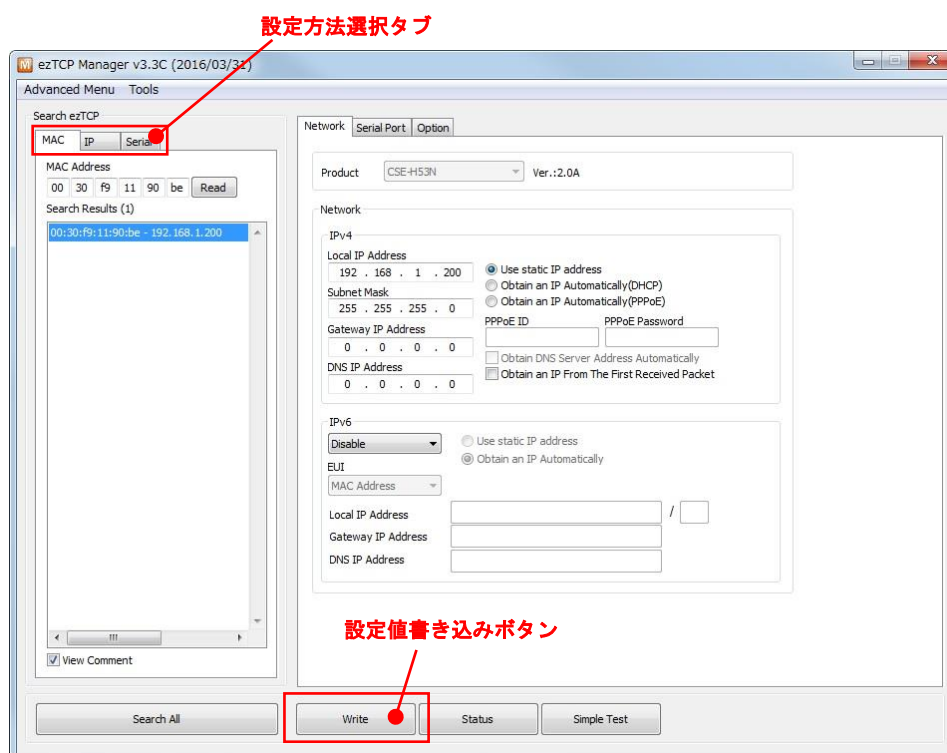 設定方法選択タブ
ezTCP Manager v3.3C (2016/03/31)
Advanced Menu Tools
Search ezTCP
MAC IP Serial
MAC Address
00 30 f9 11 90 be Read
Search Results (1)
00:30:f9:11:90:be - 192.168.1.200
View Comment
Network Serial Port Option
Product CSE-H53N Ver.:2.0A
Network
IPv4
Local IP Address
192 . 168 . 1 . 200
Subnet Mask
255 . 255 . 255 . 0
Gateway IP Address
0 . 0 . 0 . 0
DNS IP Address
0 . 0 . 0 . 0
Use static IP address
Obtain an IP Automatically(DHCP)
Obtain an IP Automatically(PPPoE)
PPPoE ID PPPoE Password
Obtain DNS Server Address Automatically
Obtain an IP From The First Received Packet
IPv6
Disable
Use static IP address
Obtain an IP Automatically
EUI
MAC Address
Local IP Address /
Gateway IP Address
DNS IP Address
設定値書き込みボタン
Search All Write Status Simple Test